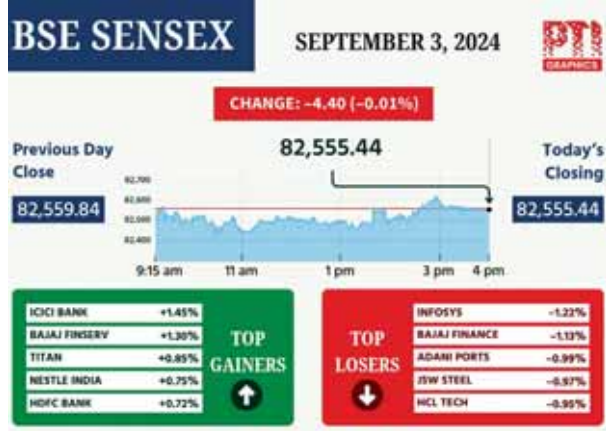 BSE SENSEX
SEPTEMBER 3, 2024
PTI
GRAPHICS
CHANGE: –4.40 (–0.01%)
Previous Day
Close
82,559.84
82,555.44
Today's
Closing
82,555.44
82,700
82,600
82,500
82,400
9:15 am 11 am 1 pm 3 pm 4 pm
ICICI BANK +1.45%
BAJAJ FINSERV +1.30%
TITAN +0.85%
NESTLE INDIA +0.75%
HDFC BANK +0.72%
TOP
GAINERS
TOP
LOSERS
INFOSYS –1.22%
BAJAJ FINANCE –1.13%
ADANI PORTS –0.99%
JSW STEEL –0.97%
HCL TECH –0.95%